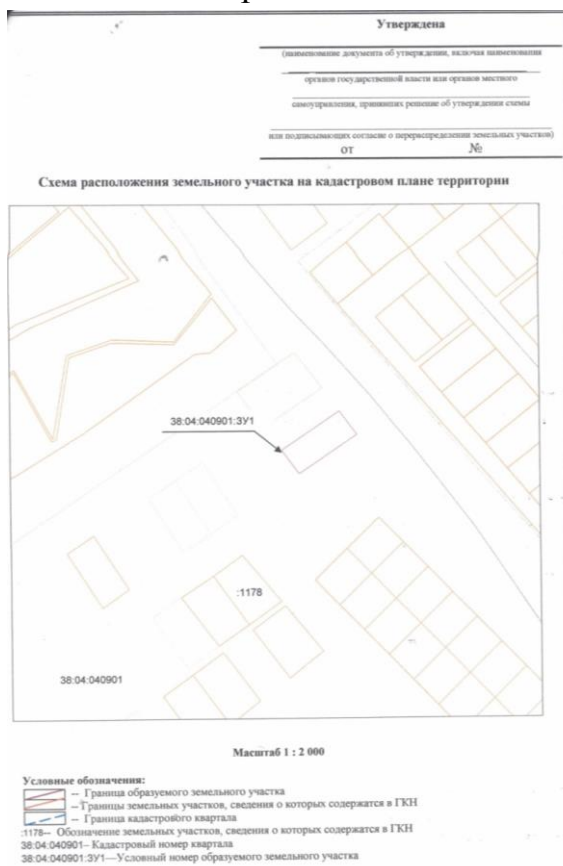 Утверждена
(наименование документа об утверждении, включая наименования
органов государственной власти или органов местного
самоуправления, принявших решение об утверждении схемы
или подписывающих соглашение о перераспределении земельных участков)
от №
Схема расположения земельного участка на кадастровом плане территории
38:04:040901:ЗУ1
:1178
38:04:040901
Масштаб 1 : 2 000
Условные обозначения:
– Граница образуемого земельного участка
– Границы земельных участков, сведения о которых содержатся в ГКН
– Граница кадастрового квартала
:1178– Обозначение земельных участков, сведения о которых содержатся в ГКН
38:04:040901– Кадастровый номер квартала
38:04:040901:ЗУ1—Условный номер образуемого земельного участка